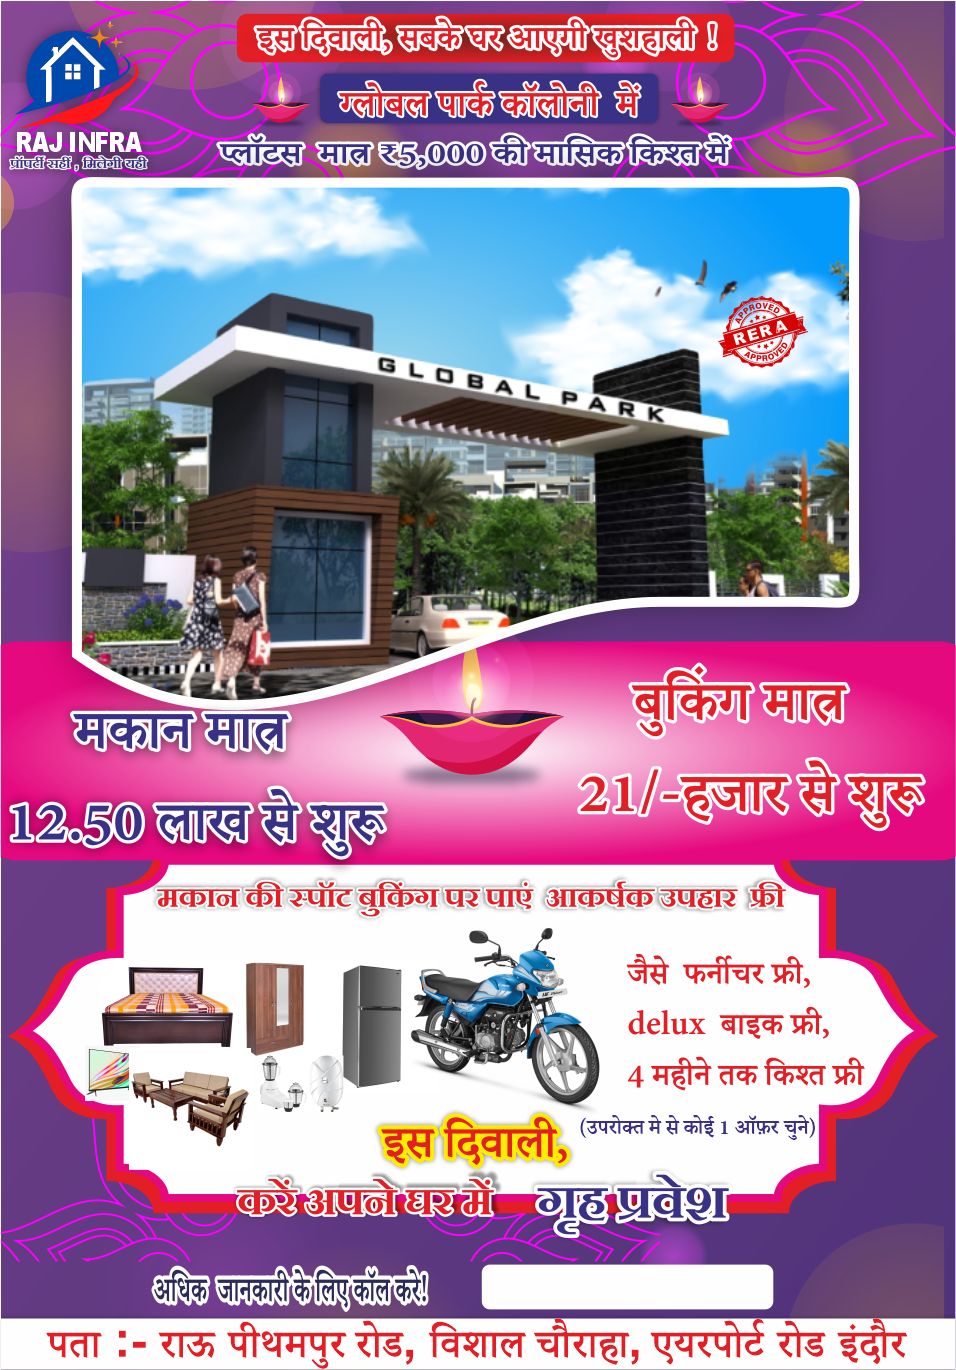 इस दिवाली, सबके घर आएगी खुशहाली !
ग्लोबल पार्क कॉलोनी में
RAJ INFRA
प्रॉपर्टी सहीं , मिलेगी यही
प्लॉटस मात्र ₹5,000 की मासिक किश्त में
APPROVED
RERA
APPROVED
GLOBAL PARK
मकान मात्र
12.50 लाख से शुरू
बुकिंग मात्र
21/-हजार से शुरू
मकान की स्पॉट बुकिंग पर पाएं आकर्षक उपहार फ्री
जैसे फर्नीचर फ्री,
delux बाइक फ्री,
4 महीने तक किश्त फ्री
(उपरोक्त मे से कोई 1 ऑफ़र चुने)
इस दिवाली,
करें अपने घर में गृह प्रवेश
अधिक जानकारी के लिए कॉल करे!
पता :- राऊ पीथमपुर रोड, विशाल चौराहा, एयरपोर्ट रोड इंदौर